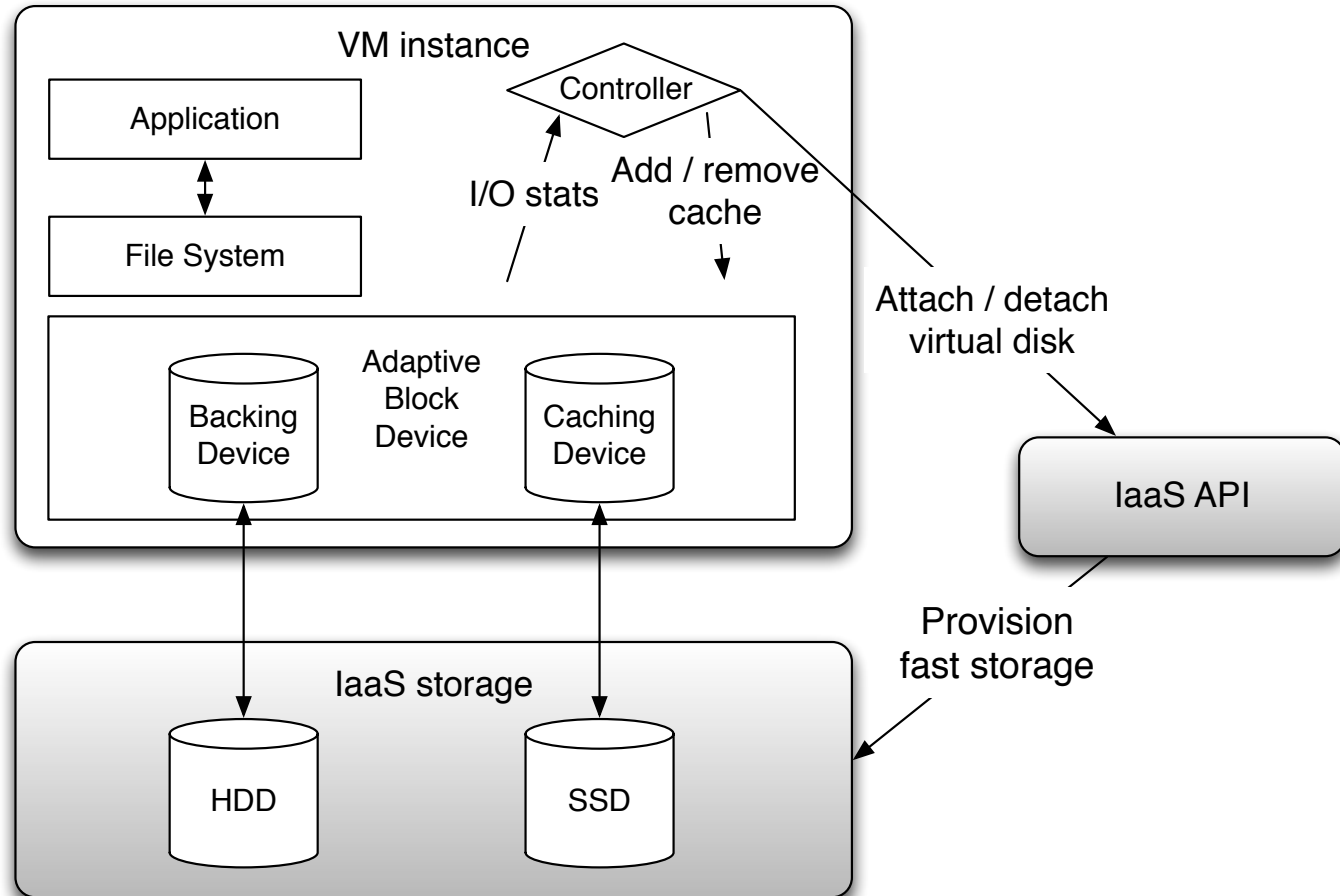 VM instance
Controller
Application
I/O stats
Add / remove
cache
File System
Attach / detach
virtual disk
Adaptive
Block
Device
Backing
Device
Caching
Device
IaaS API
Provision
fast storage
IaaS storage
HDD
SSD